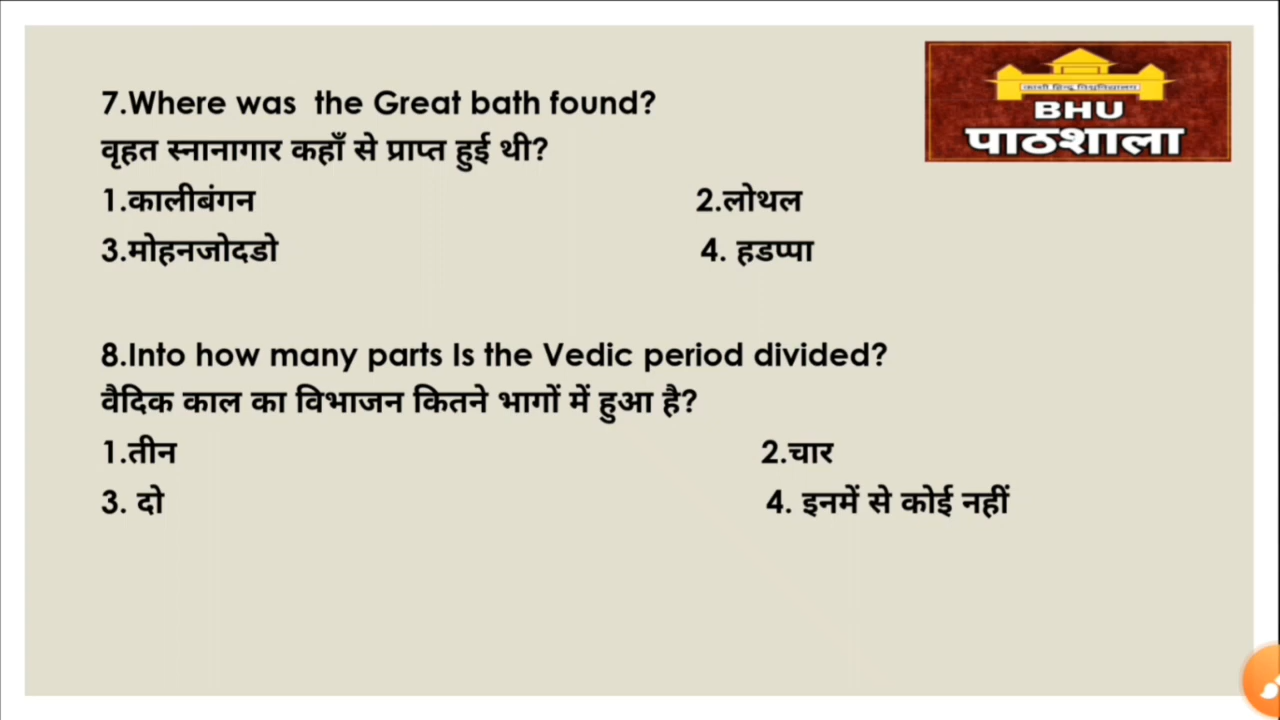 7.Where was the Great bath found?
वृहत स्नानागार कहाँ से प्राप्त हुई थी?
1.कालीबंगन 2.लोथल
3.मोहनजोदडो 4. हडप्पा
8.Into how many parts Is the Vedic period divided?
वैदिक काल का विभाजन कितने भागों में हुआ है?
1.तीन 2.चार
3. दो 4. इनमें से कोई नहीं
काशी हिन्दू विश्वविद्यालय
BHU
पाठशाला